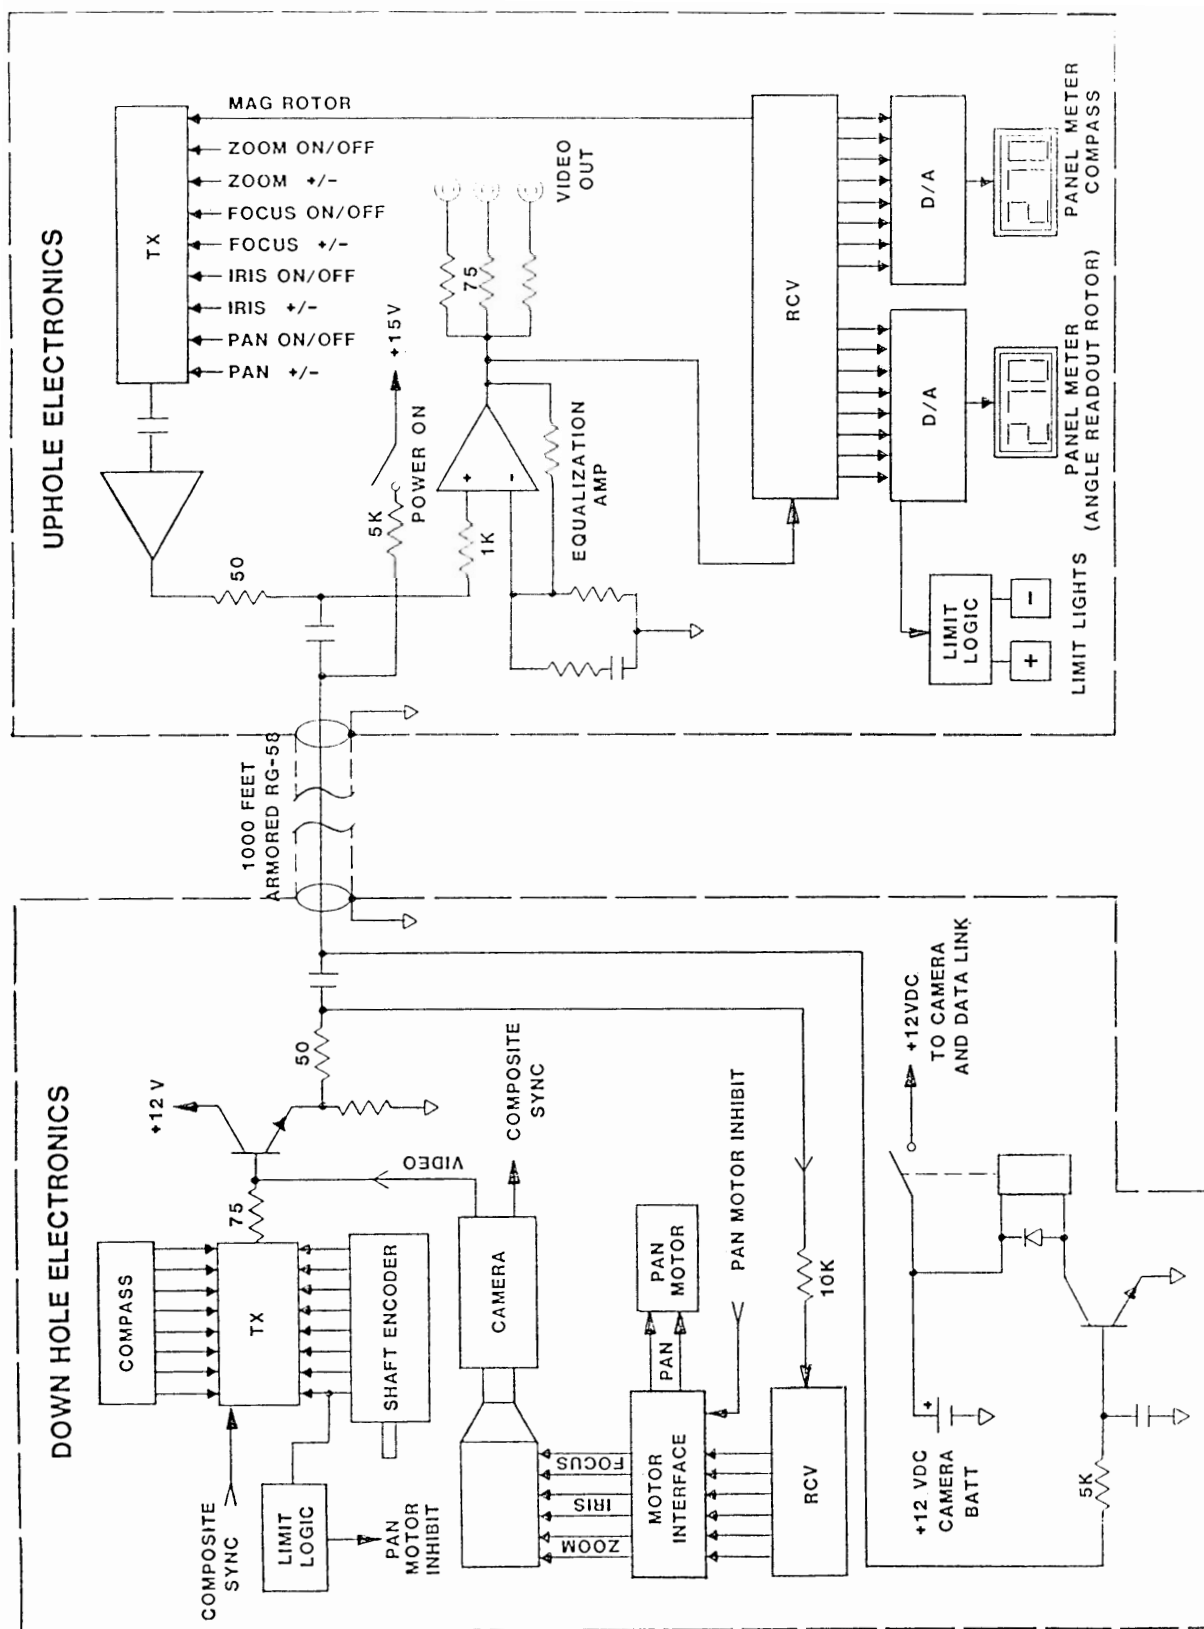 DOWN HOLE ELECTRONICS
COMPASS
TX
75
SHAFT ENCODER
COMPOSITE
SYNC
LIMIT
LOGIC
PAN
MOTOR
INHIBIT
+12 V
50
VIDEO
CAMERA
COMPOSITE
SYNC
ZOOM
IRIS
FOCUS
MOTOR
INTERFACE
PAN
PAN
MOTOR
PAN MOTOR INHIBIT
10K
RCV
+12 VDC
CAMERA
BATT
+
+12VDC
TO CAMERA
AND DATA LINK
5K
1000 FEET
ARMORED RG-58
UPHOLE ELECTRONICS
TX
MAG ROTOR
ZOOM ON/OFF
ZOOM +/-
FOCUS ON/OFF
FOCUS +/-
IRIS ON/OFF
IRIS +/-
PAN ON/OFF
PAN +/-
50
5K
POWER ON
+15V
1K
+
-
EQUALIZATION
AMP
75
VIDEO
OUT
RCV
D/A
D/A
LIMIT
LOGIC
+
-
LIMIT LIGHTS
270
PANEL METER
(ANGLE READOUT ROTOR)
270
PANEL METER
COMPASS